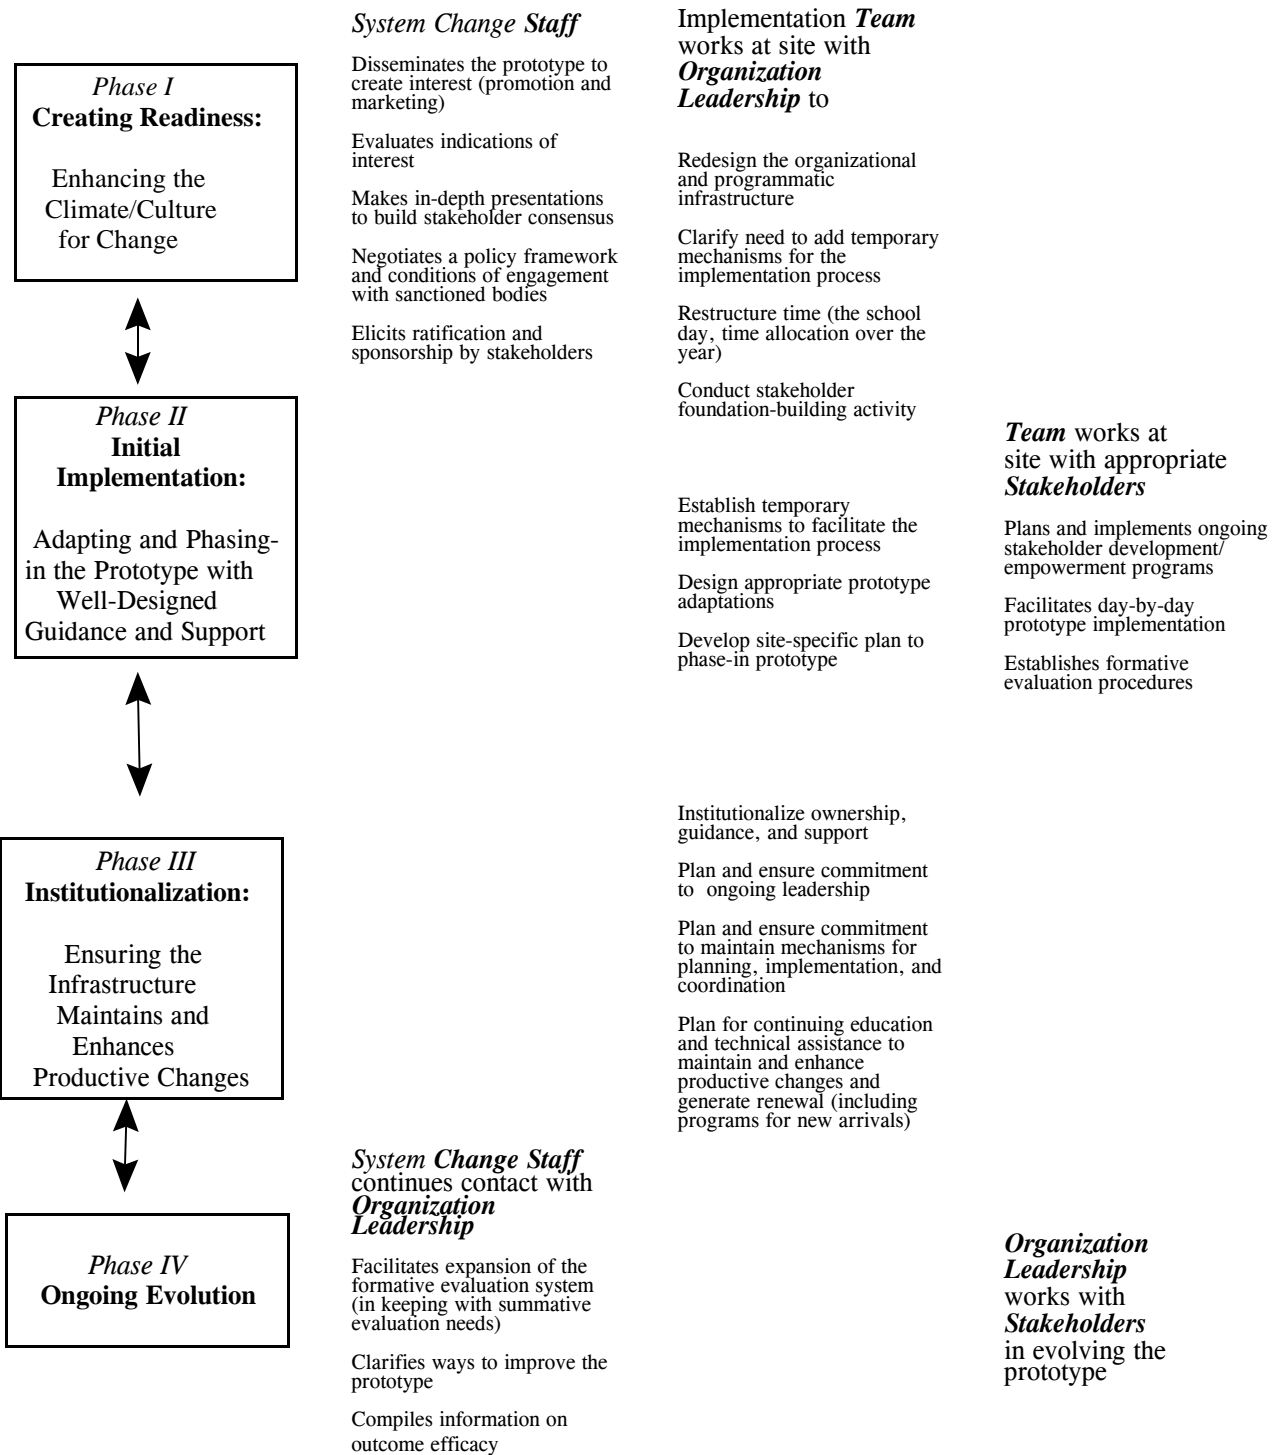 Phase I
Creating Readiness:
Enhancing the
Climate/Culture
for Change
System Change Staff
Disseminates the prototype to
create interest (promotion and
marketing)
Evaluates indications of
interest
Makes in-depth presentations
to build stakeholder consensus
Negotiates a policy framework
and conditions of engagement
with sanctioned bodies
Elicits ratification and
sponsorship by stakeholders
Implementation Team
works at site with
Organization
Leadership to
Redesign the organizational
and programmatic
infrastructure
Clarify need to add temporary
mechanisms for the
implementation process
Restructure time (the school
day, time allocation over the
year)
Conduct stakeholder
foundation-building activity
Phase II
Initial
Implementation:
Adapting and Phasing-
in the Prototype with
Well-Designed
Guidance and Support
Establish temporary
mechanisms to facilitate the
implementation process
Design appropriate prototype
adaptations
Develop site-specific plan to
phase-in prototype
Team works at
site with appropriate
Stakeholders
Plans and implements ongoing
stakeholder development/
empowerment programs
Facilitates day-by-day
prototype implementation
Establishes formative
evaluation procedures
Phase III
Institutionalization:
Ensuring the
Infrastructure
Maintains and
Enhances
Productive Changes
Institutionalize ownership,
guidance, and support
Plan and ensure commitment
to ongoing leadership
Plan and ensure commitment
to maintain mechanisms for
planning, implementation, and
coordination
Plan for continuing education
and technical assistance to
maintain and enhance
productive changes and
generate renewal (including
programs for new arrivals)
Phase IV
Ongoing Evolution
System Change Staff
continues contact with
Organization
Leadership
Facilitates expansion of the
formative evaluation system
(in keeping with summative
evaluation needs)
Clarifies ways to improve the
prototype
Compiles information on
outcome efficacy
Organization
Leadership
works with
Stakeholders
in evolving the
prototype